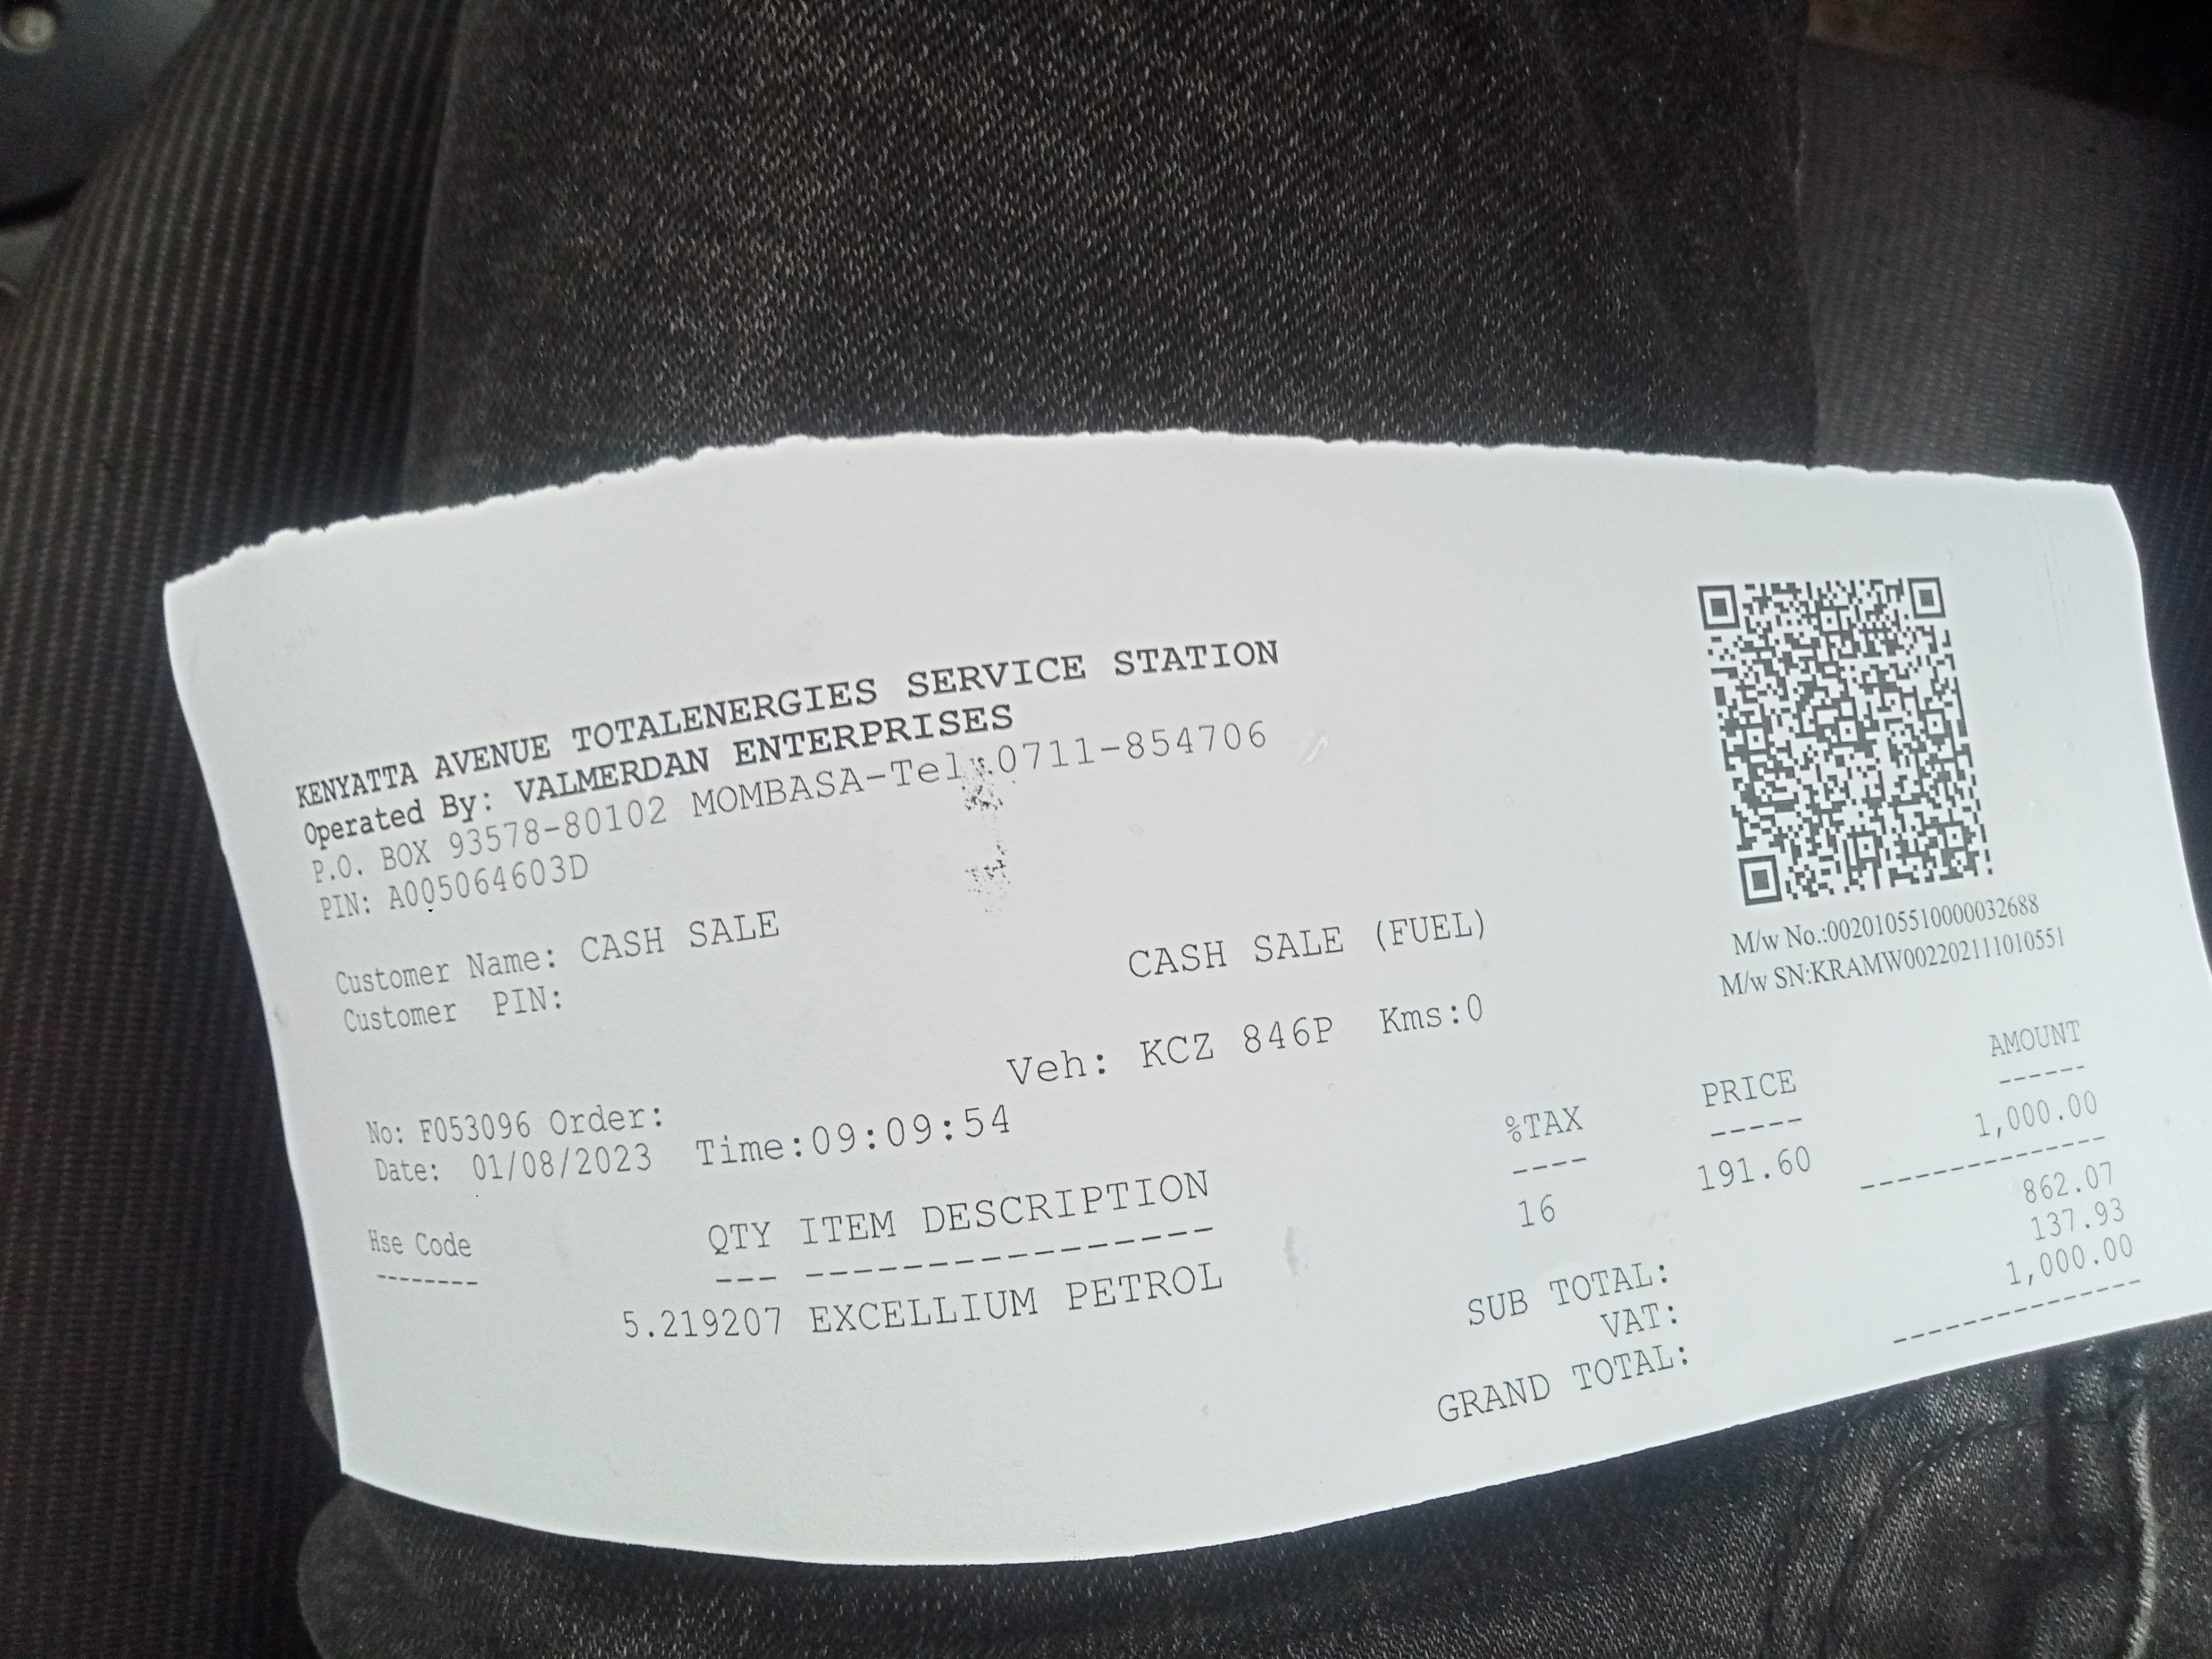 KENYATTA AVENUE TOTALENERGIES SERVICE STATION
Operated By: VALMERDAN ENTERPRISES
P.O. BOX 93578-80102 MOMBASA-Tel:0711-854706
PIN: A005064603D
M/w No.:0020105510000032688
M/w SN:KRAMW002202111010551
Customer Name: CASH SALE
Customer PIN:
CASH SALE (FUEL)
Veh: KCZ 846P Kms:0
No: F053096 Order:
Date: 01/08/2023 Time:09:09:54
Hse Code QTY ITEM DESCRIPTION %TAX PRICE AMOUNT
-------- --- ----------------- ---- ----- ------
5.219207 EXCELLIUM PETROL 16 191.60 1,000.00
------------
SUB TOTAL: 862.07
VAT: 137.93
GRAND TOTAL: 1,000.00
------------